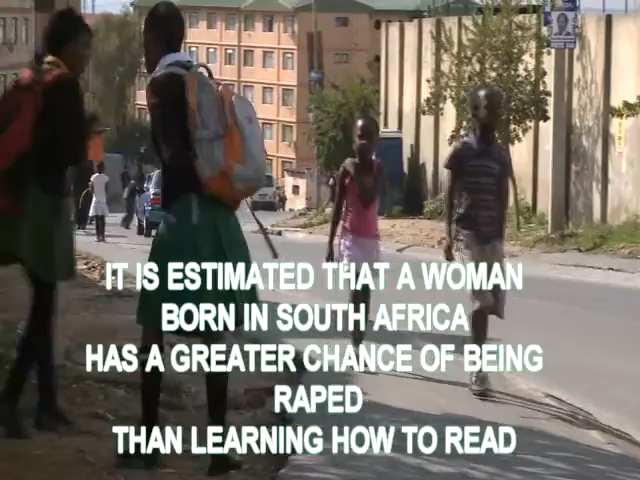 IT IS ESTIMATED THAT A WOMAN
BORN IN SOUTH AFRICA
HAS A GREATER CHANCE OF BEING
RAPED
THAN LEARNING HOW TO READ